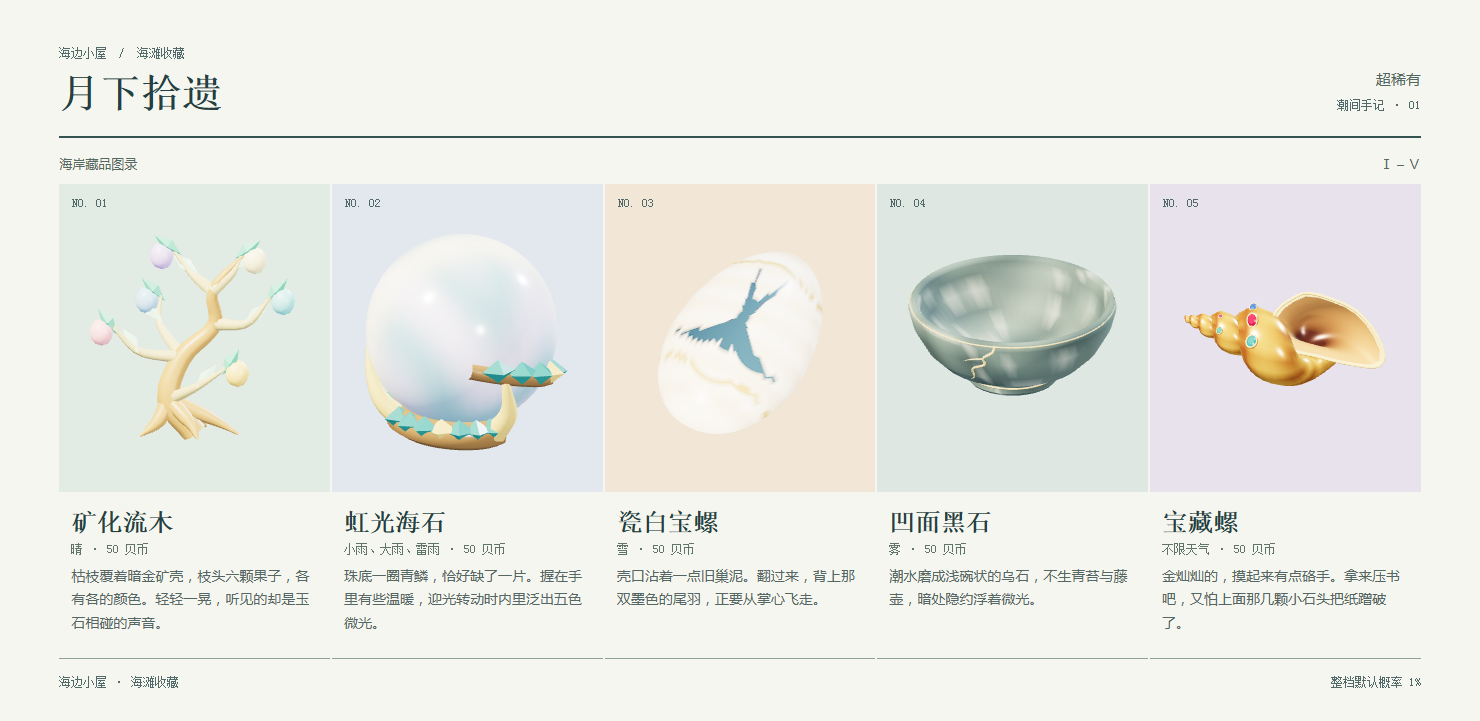 海边小屋 / 海滩收藏
月下拾遗
超稀有
潮间手记 · 01
海岸藏品图录
I – V
NO. 01
NO. 02
NO. 03
NO. 04
NO. 05
矿化流木
晴 · 50 贝币
枯枝覆着暗金矿壳，枝头六颗果子，各
有各的颜色。轻轻一晃，听见的却是玉
石相碰的声音。
虹光海石
小雨、大雨、雷雨 · 50 贝币
珠底一圈青鳞，恰好缺了一片。握在手
里有些温暖，迎光转动时内里泛出五色
微光。
瓷白宝螺
雪 · 50 贝币
壳口沾着一点旧巢泥。翻过来，背上那
双墨色的尾羽，正要从掌心飞走。
凹面黑石
雾 · 50 贝币
潮水磨成浅碗状的乌石，不生青苔与藤
壶，暗处隐约浮着微光。
宝藏螺
不限天气 · 50 贝币
金灿灿的，摸起来有点硌手。拿来压书
吧，又怕上面那几颗小石头把纸蹭破
了。
海边小屋 · 海滩收藏
整档默认概率 1%